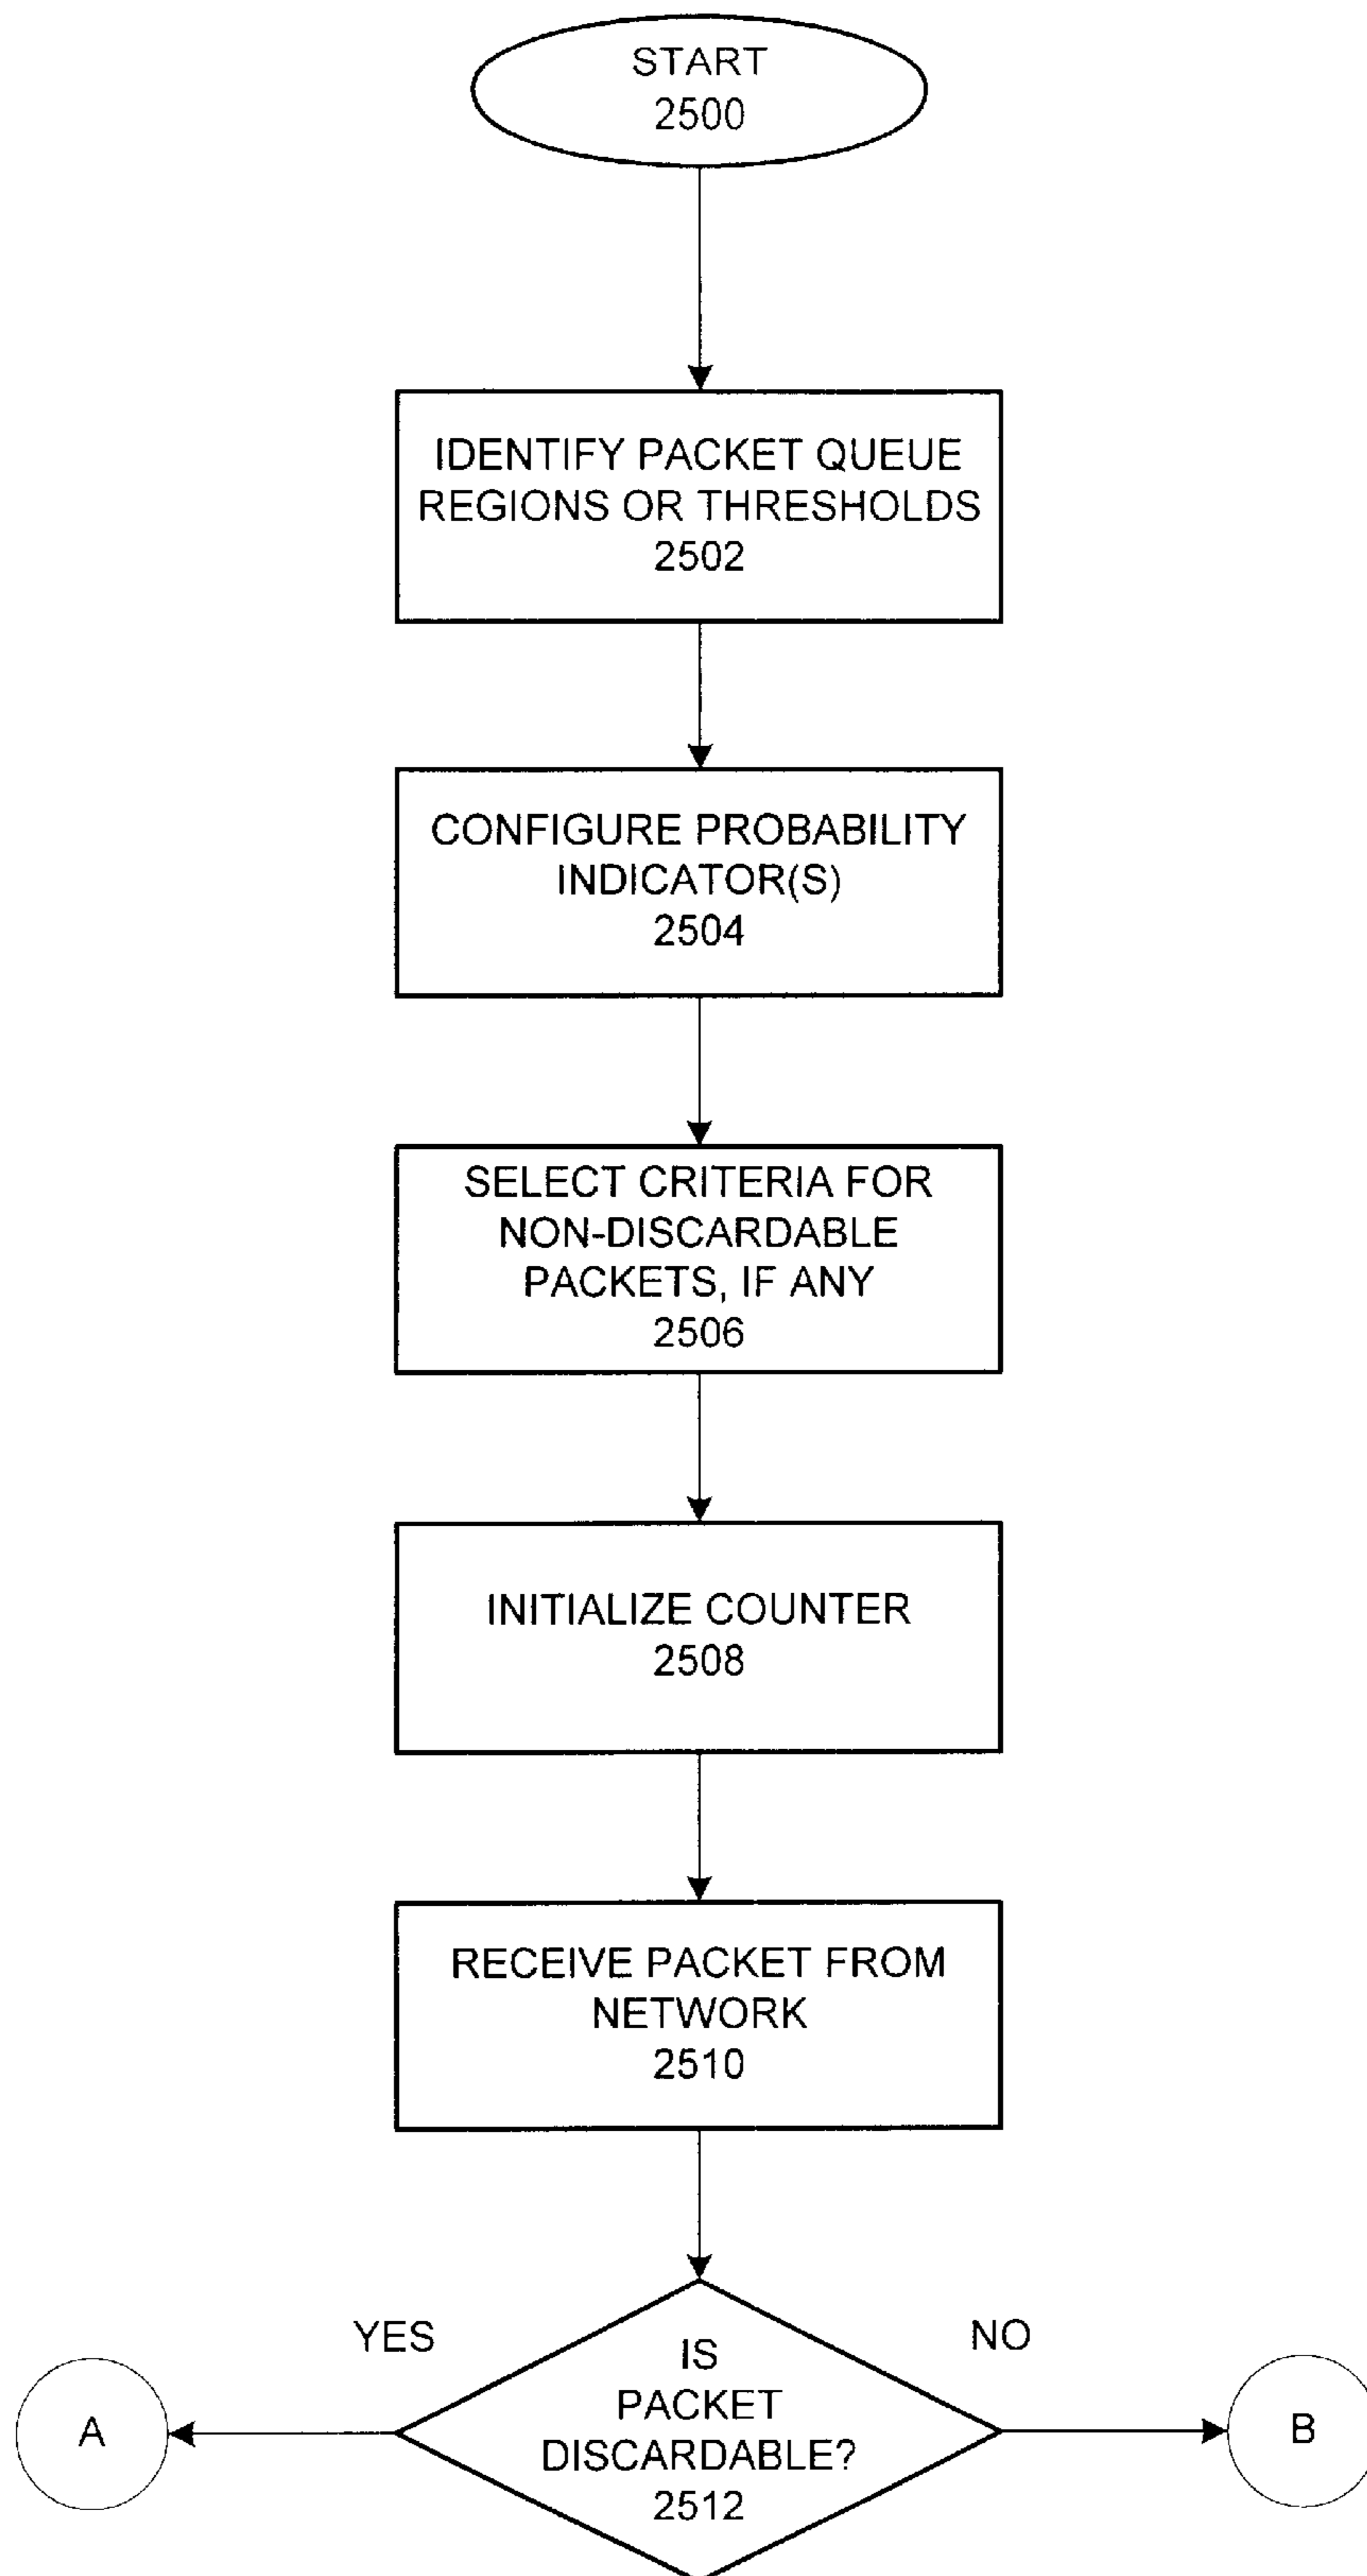 START
2500
IDENTIFY PACKET QUEUE
REGIONS OR THRESHOLDS
2502
CONFIGURE PROBABILITY
INDICATOR(S)
2504
SELECT CRITERIA FOR
NON-DISCARDABLE
PACKETS, IF ANY
2506
INITIALIZE COUNTER
2508
RECEIVE PACKET FROM
NETWORK
2510
YES
NO
IS
PACKET
DISCARDABLE?
2512
A
B